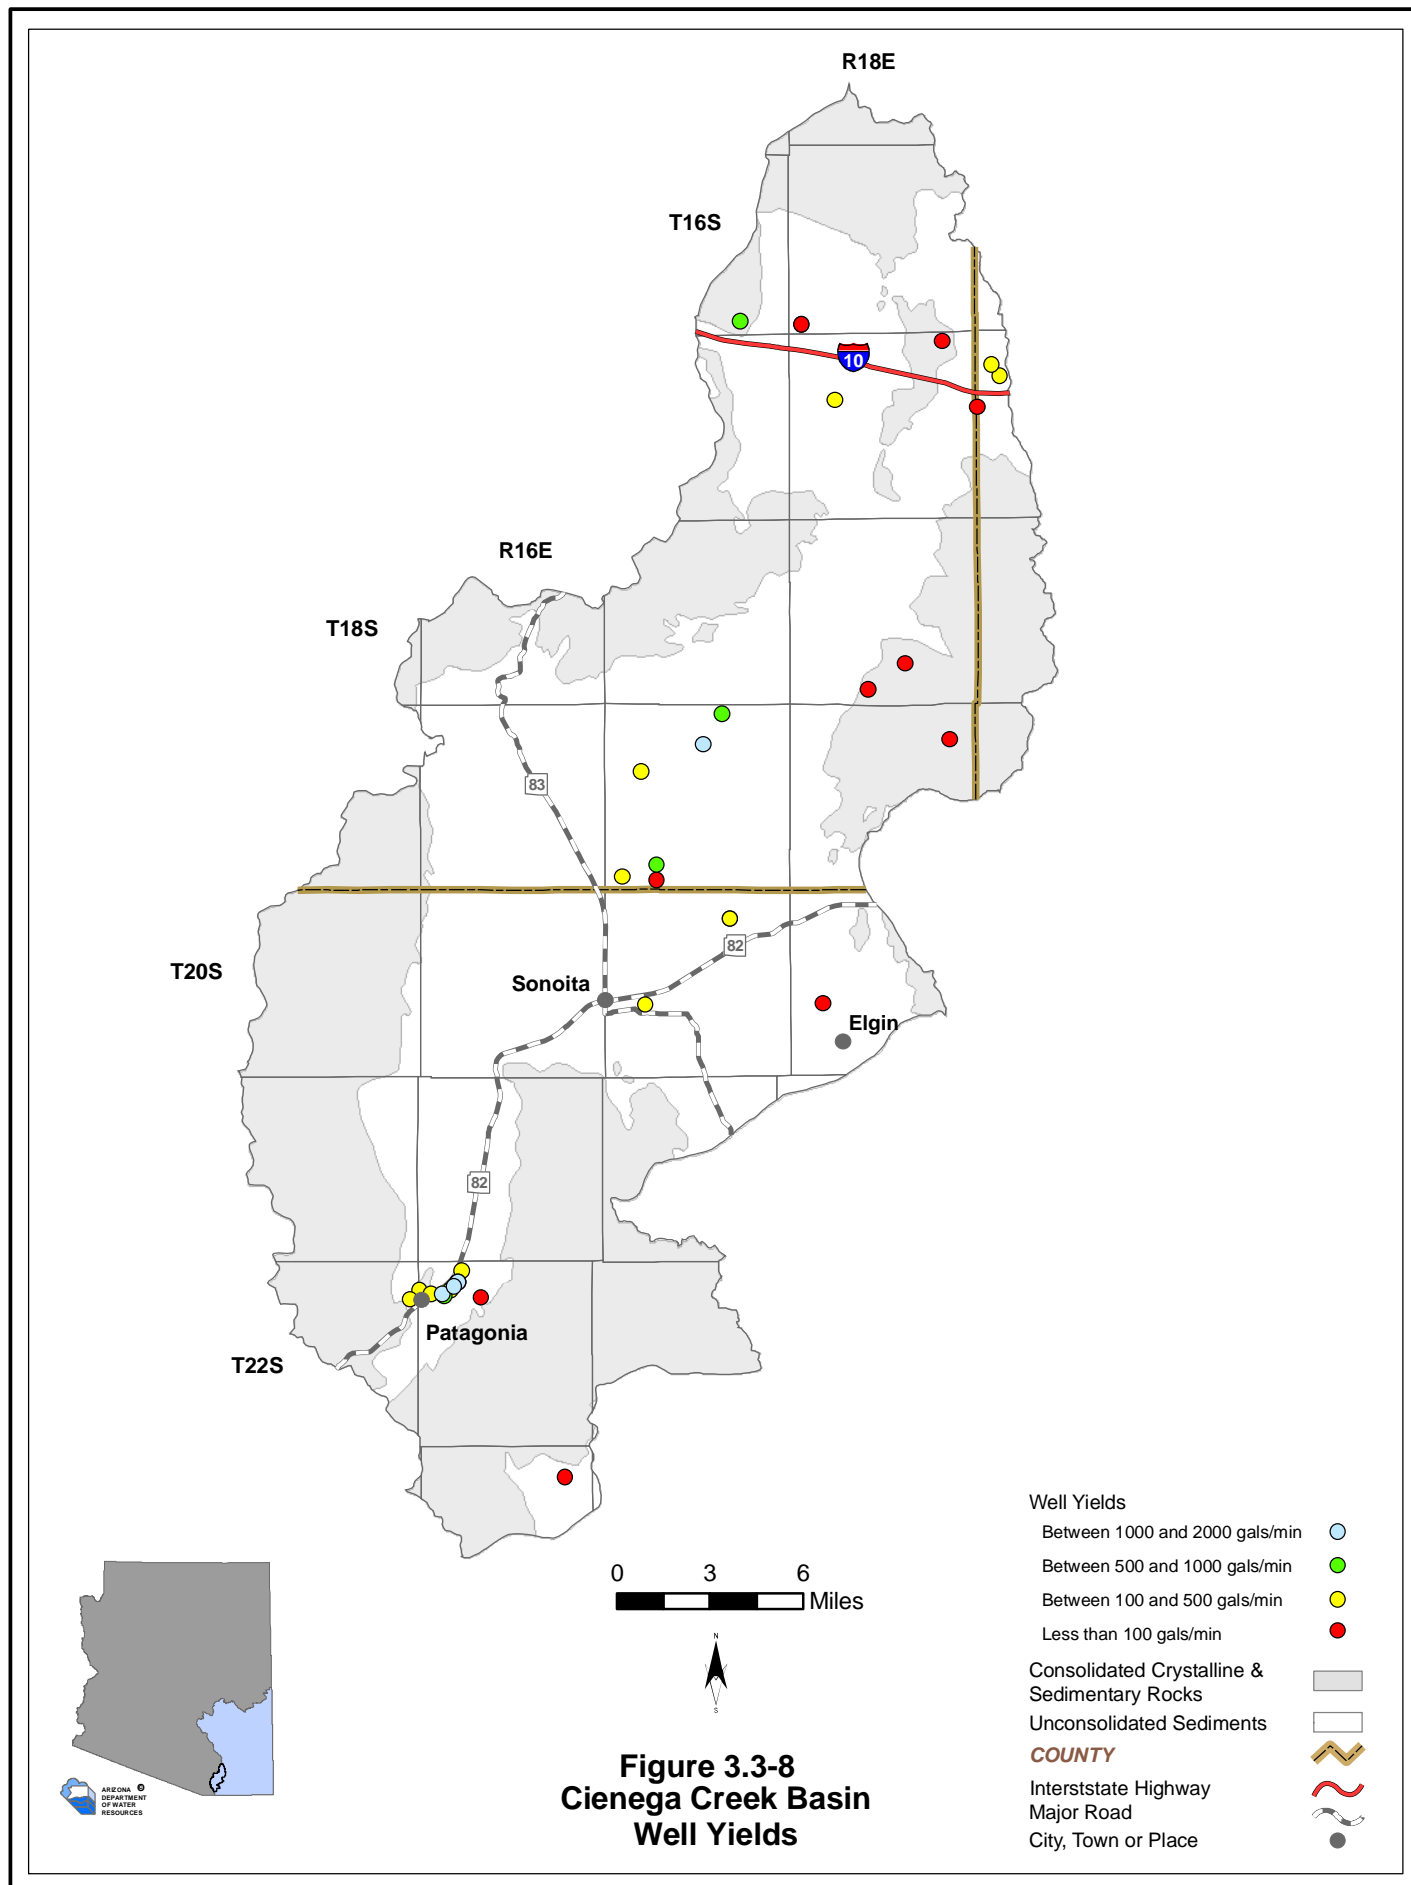 R18E
T16S
10
R16E
T18S
83
82
T20S
Sonoita
Elgin
82
Patagonia
T22S
Well Yields
Between 1000 and 2000 gals/min
Between 500 and 1000 gals/min
Between 100 and 500 gals/min
Less than 100 gals/min
Consolidated Crystalline &
Sedimentary Rocks
Unconsolidated Sediments
COUNTY
Interststate Highway
Major Road
City, Town or Place
0 3 6
Miles
N
S
ARIZONA
DEPARTMENT
OF WATER
RESOURCES
Figure 3.3-8
Cienega Creek Basin
Well Yields